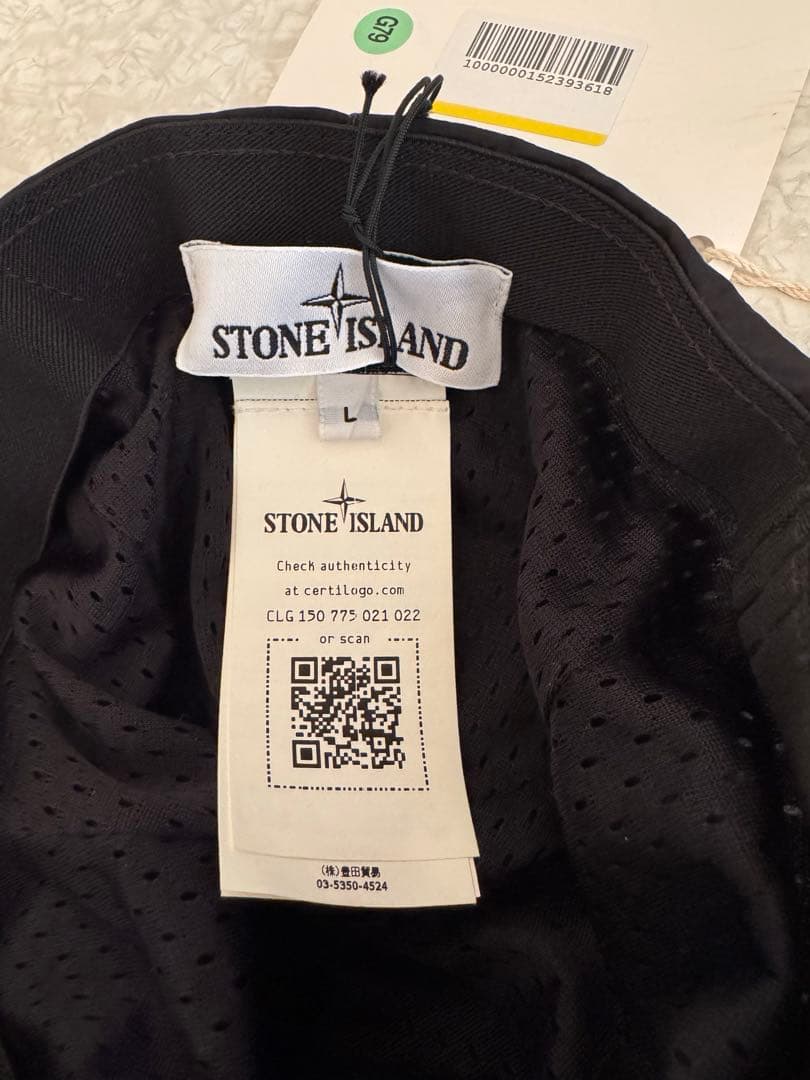 G79
1000000152393618
STONE ISLAND
L
STONE ISLAND
Check authenticity
at certilogo.com
CLG 150 775 021 022
or scan
(株)豊田貿易
03-5350-4524